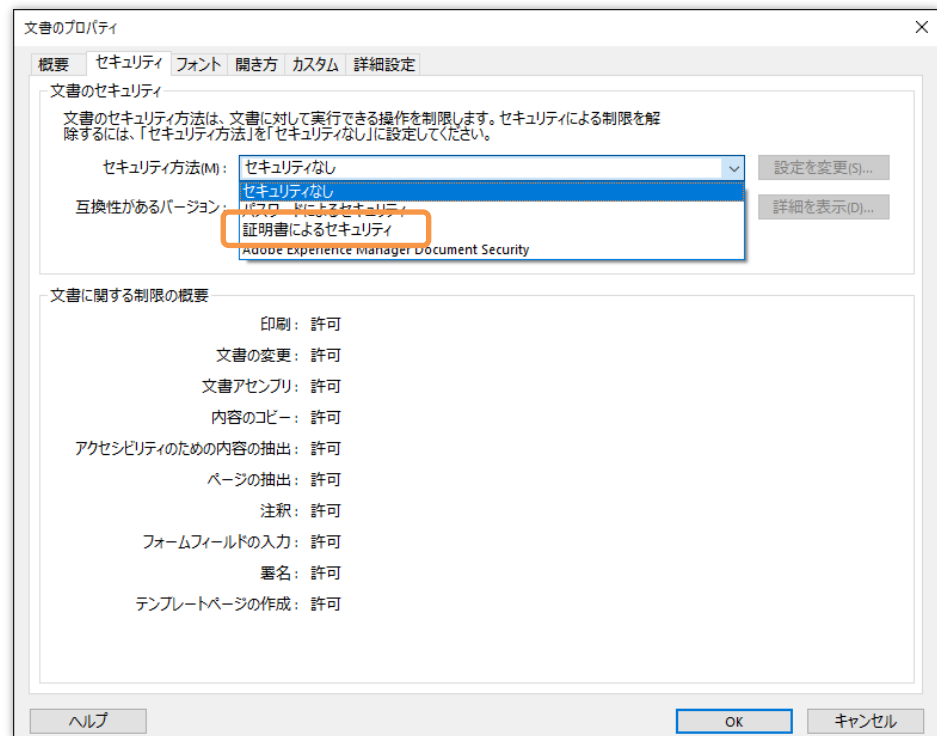 文書のプロパティ
概要 セキュリティ フォント 開き方 カスタム 詳細設定
文書のセキュリティ
文書のセキュリティ方法は、文書に対して実行できる操作を制限します。セキュリティによる制限を解
除するには、「セキュリティ方法」を「セキュリティなし」に設定してください。
セキュリティ方法(M): セキュリティなし 設定を変更(S)...
セキュリティなし
互換性があるバージョン: パスワードによるセキュリティ 詳細を表示(D)...
証明書によるセキュリティ
Adobe Experience Manager Document Security
文書に関する制限の概要
印刷: 許可
文書の変更: 許可
文書アセンブリ: 許可
内容のコピー: 許可
アクセシビリティのための内容の抽出: 許可
ページの抽出: 許可
注釈: 許可
フォームフィールドの入力: 許可
署名: 許可
テンプレートページの作成: 許可
ヘルプ OK キャンセル